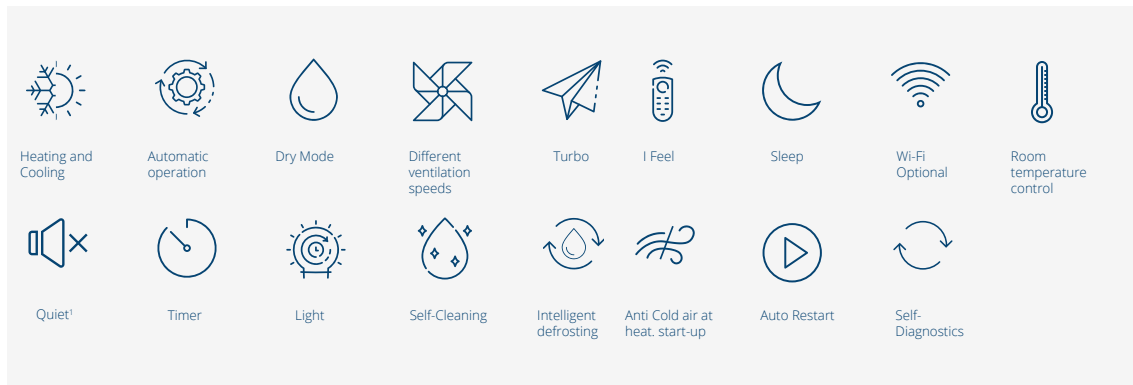 Heating and
Cooling
Automatic
operation
Dry Mode
Different
ventilation
speeds
Turbo
I Feel
Sleep
Wi-Fi
Optional
Room
temperature
control
Quiet¹
Timer
Light
Self-Cleaning
Intelligent
defrosting
Anti Cold air at
heat. start-up
Auto Restart
Self-
Diagnostics